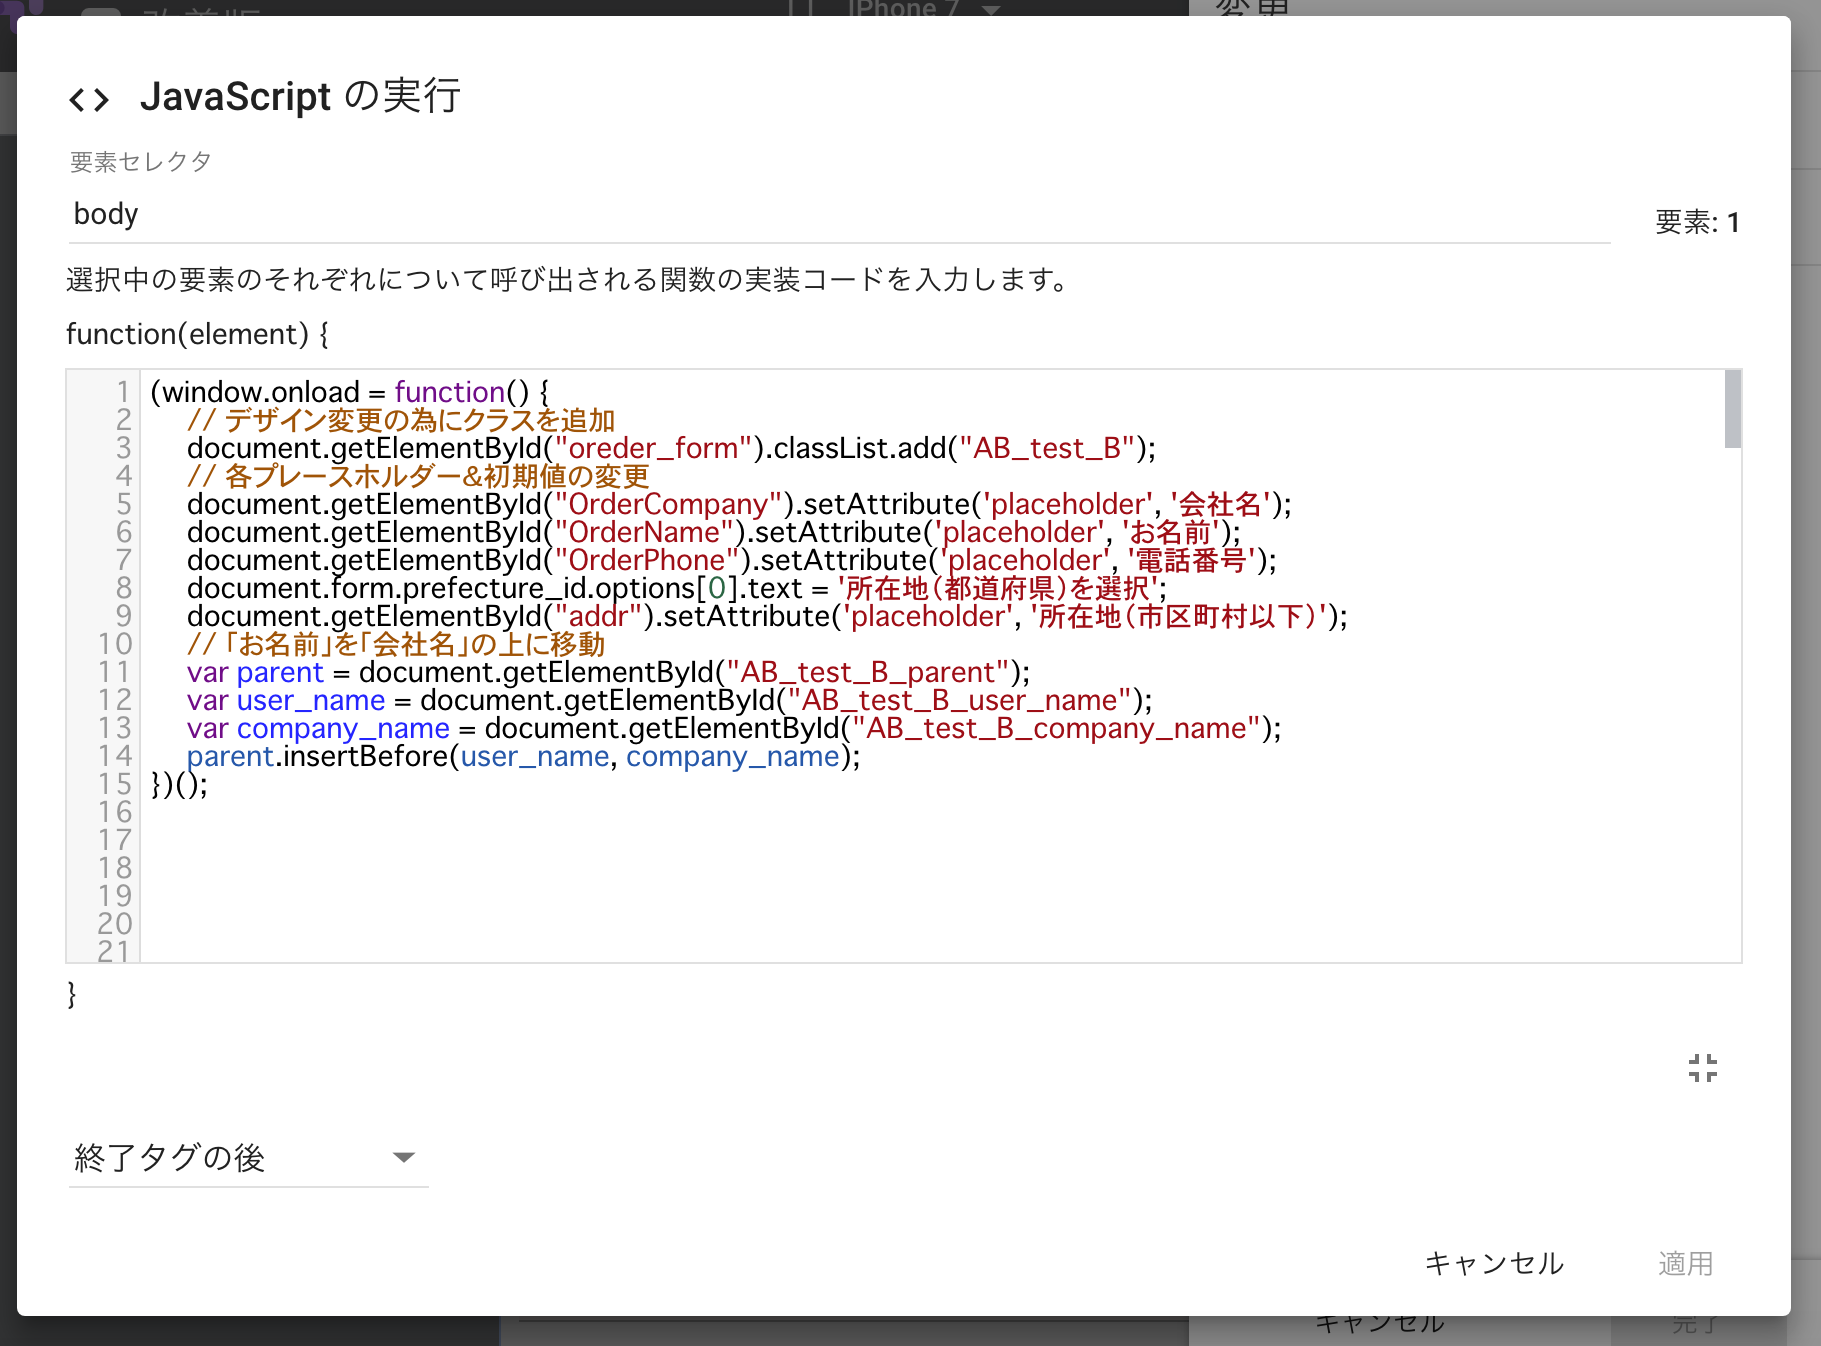 iPhone 7
変更
JavaScript の実行
要素セレクタ
body
要素: 1
選択中の要素のそれぞれについて呼び出される関数の実装コードを入力します。
function(element) {
1 (window.onload = function() {
2 // デザイン変更の為にクラスを追加
3 document.getElementById("oreder_form").classList.add("AB_test_B");
4 // 各プレースホルダー&初期値の変更
5 document.getElementById("OrderCompany").setAttribute('placeholder', '会社名');
6 document.getElementById("OrderName").setAttribute('placeholder', 'お名前');
7 document.getElementById("OrderPhone").setAttribute('placeholder', '電話番号');
8 document.form.prefecture_id.options[0].text = '所在地(都道府県)を選択';
9 document.getElementById("addr").setAttribute('placeholder', '所在地(市区町村以下)');
10 // 「お名前」を「会社名」の上に移動
11 var parent = document.getElementById("AB_test_B_parent");
12 var user_name = document.getElementById("AB_test_B_user_name");
13 var company_name = document.getElementById("AB_test_B_company_name");
14 parent.insertBefore(user_name, company_name);
15 })();
16
17
18
19
20
21
}
終了タグの後
キャンセル
適用
キャンセル
完了